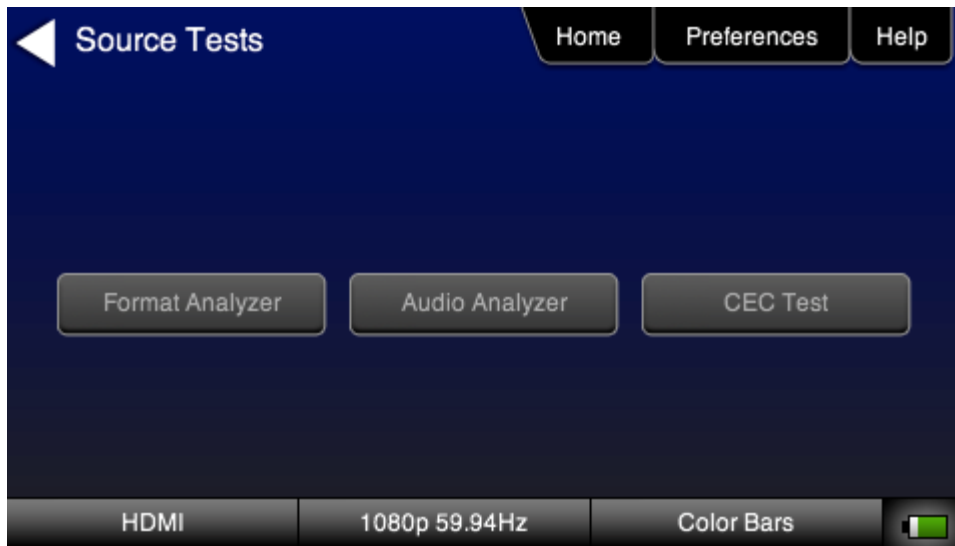 Source Tests
Home
Preferences
Help
Format Analyzer
Audio Analyzer
CEC Test
HDMI
1080p 59.94Hz
Color Bars